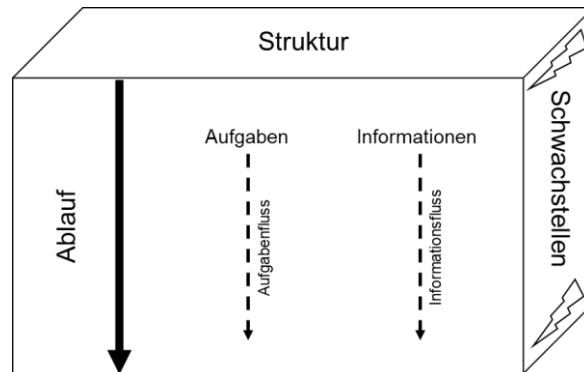 Struktur
Aufgaben
Informationen
Ablauf
Aufgabenfluss
Informationsfluss
Schwachstellen